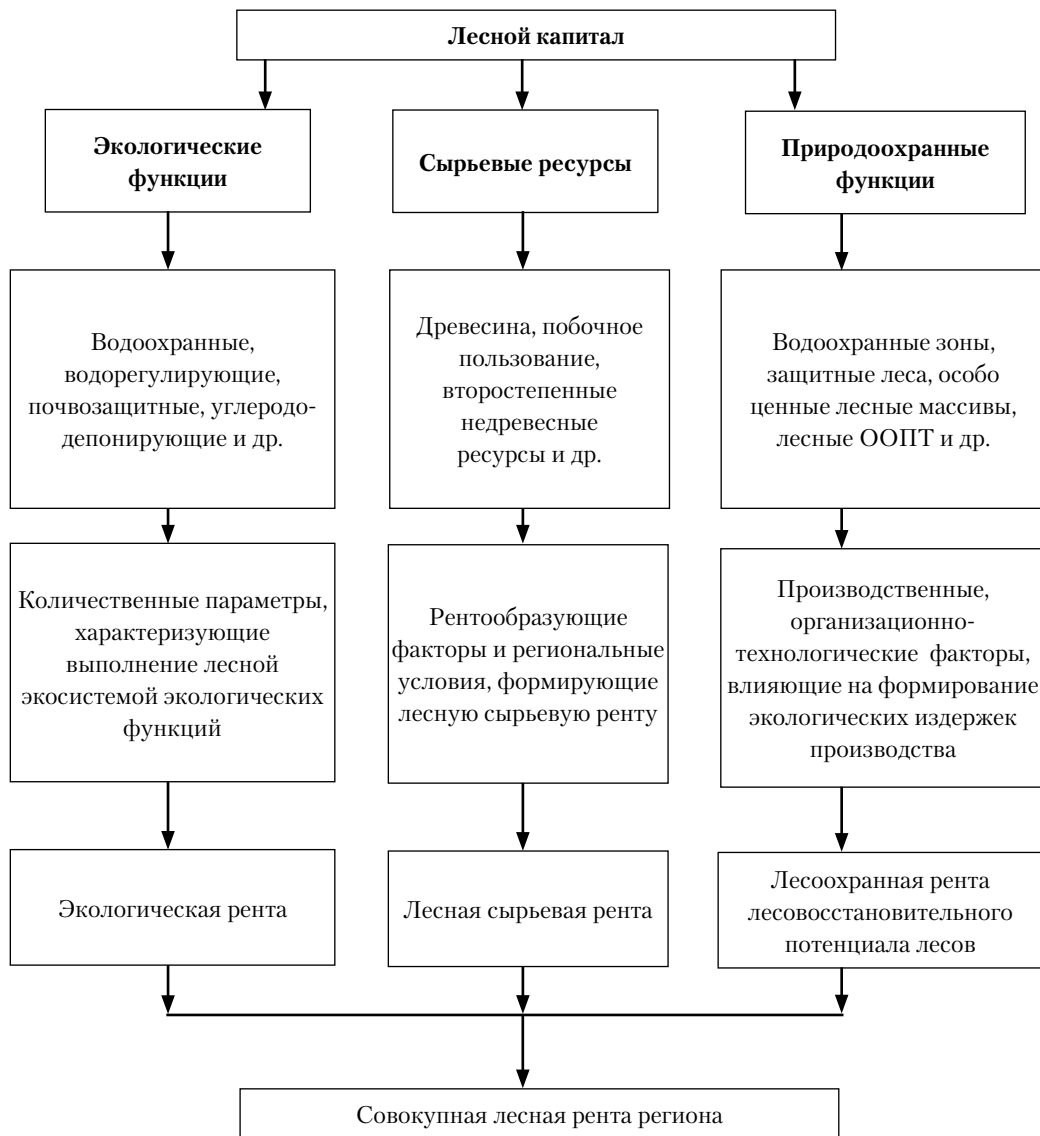 Лесной капитал
Экологические
функции
Сырьевые ресурсы
Природоохранные
функции
Водоохранные,
водорегулирующие,
почвозащитные, углеродо-
депонирующие и др.
Древесина, побочное
пользование,
второстепенные
недревесные
ресурсы и др.
Водоохранные зоны,
защитные леса, особо
ценные лесные массивы,
лесные ООПТ и др.
Количественные параметры,
характеризующие
выполнение лесной
экосистемой экологических
функций
Рентообразующие
факторы и региональные
условия, формирующие
лесную сырьевую ренту
Производственные,
организационно-
технологические факторы,
влияющие на формирование
экологических издержек
производства
Экологическая рента
Лесная сырьевая рента
Лесоохранная рента
лесовосстановительного
потенциала лесов
Совокупная лесная рента региона